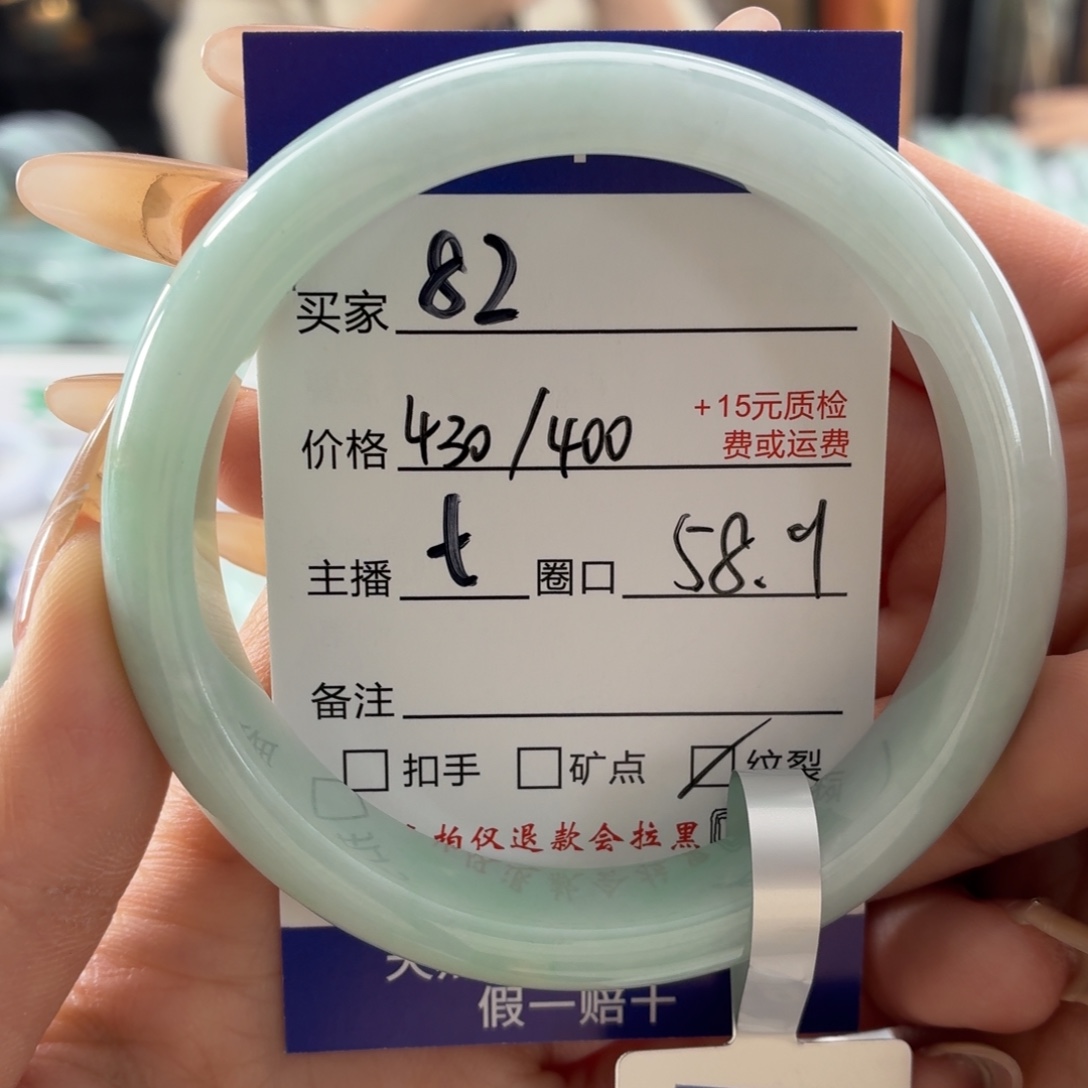 买家 82
价格 430/400 +15元质检
费或运费
主播 t 圈口 58.9
备注
□扣手 □矿点 ☑纹裂
拍仅退款会拉黑
假一赔十